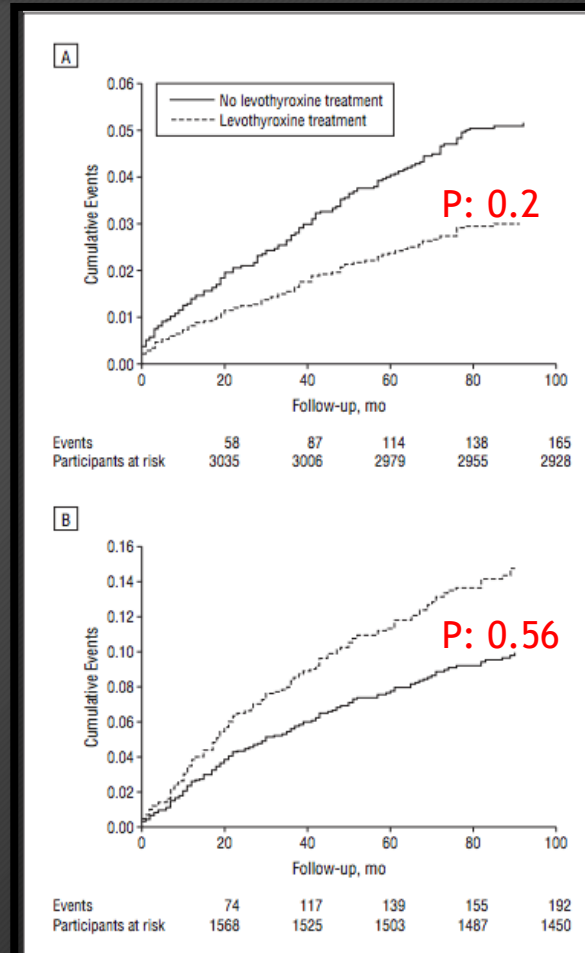 A
0.06
0.05
0.04
0.03
0.02
0.01
0.00
Cumulative Events
No levothyroxine treatment
Levothyroxine treatment
P: 0.2
0 20 40 60 80 100
Follow-up, mo
Events 58 87 114 138 165
Participants at risk 3035 3006 2979 2955 2928
B
0.16
0.14
0.12
0.10
0.08
0.06
0.04
0.02
0.00
Cumulative Events
P: 0.56
0 20 40 60 80 100
Follow-up, mo
Events 74 117 139 155 192
Participants at risk 1568 1525 1503 1487 1450